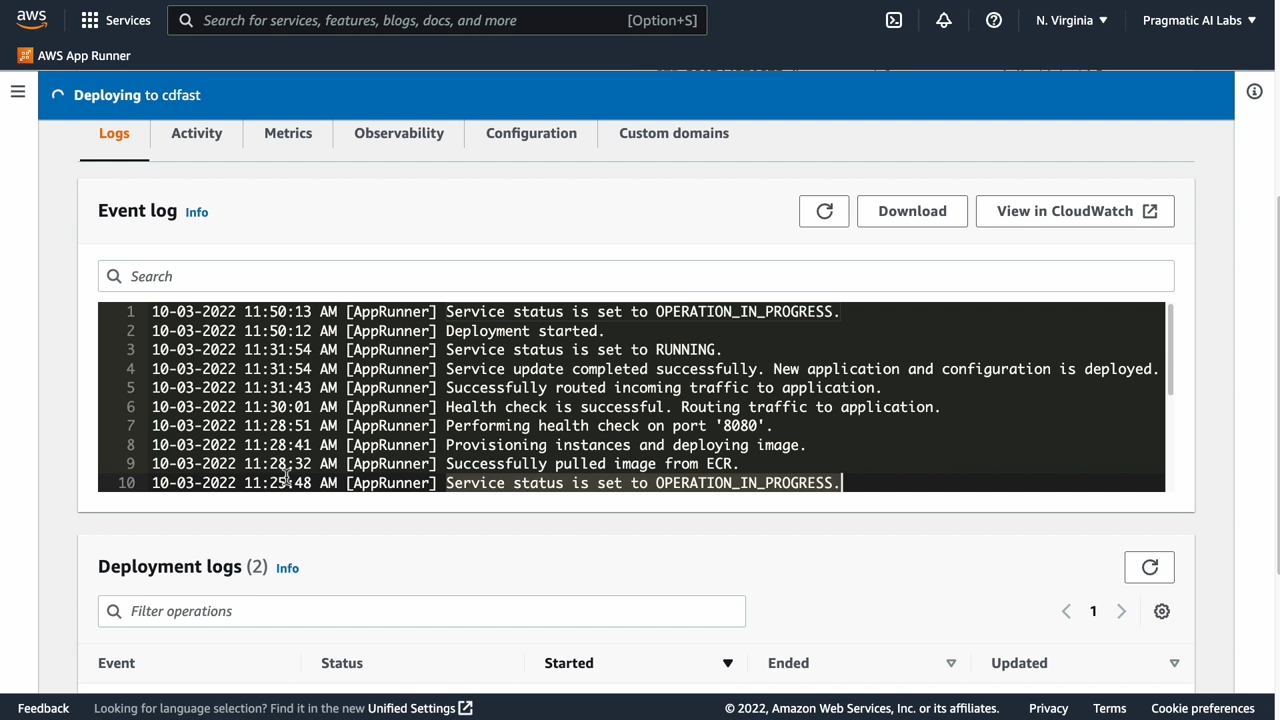 aws Services Search for services, features, blogs, docs, and more [Option+S] N. Virginia ▼ Pragmatic AI Labs ▼
AWS App Runner
Deploying to cdfast
Logs Activity Metrics Observability Configuration Custom domains
Event log Info Download View in CloudWatch
Search
1 10-03-2022 11:50:13 AM [AppRunner] Service status is set to OPERATION_IN_PROGRESS.
2 10-03-2022 11:50:12 AM [AppRunner] Deployment started.
3 10-03-2022 11:31:54 AM [AppRunner] Service status is set to RUNNING.
4 10-03-2022 11:31:54 AM [AppRunner] Service update completed successfully. New application and configuration is deployed.
5 10-03-2022 11:31:43 AM [AppRunner] Successfully routed incoming traffic to application.
6 10-03-2022 11:30:01 AM [AppRunner] Health check is successful. Routing traffic to application.
7 10-03-2022 11:28:51 AM [AppRunner] Performing health check on port '8080'.
8 10-03-2022 11:28:41 AM [AppRunner] Provisioning instances and deploying image.
9 10-03-2022 11:28:32 AM [AppRunner] Successfully pulled image from ECR.
10 10-03-2022 11:25:48 AM [AppRunner] Service status is set to OPERATION_IN_PROGRESS.
Deployment logs (2) Info
Filter operations 1
Event Status Started Ended Updated
Feedback Looking for language selection? Find it in the new Unified Settings © 2022, Amazon Web Services, Inc. or its affiliates. Privacy Terms Cookie preferences